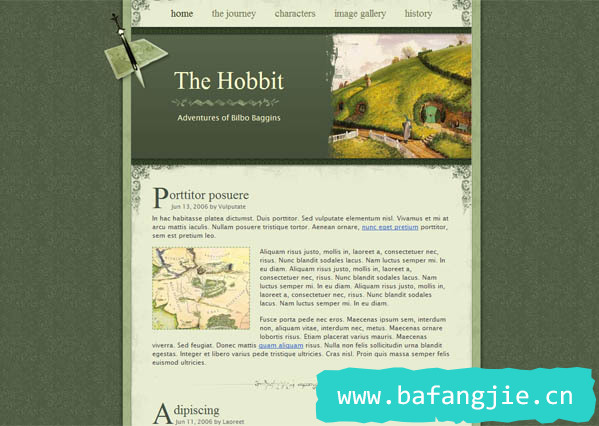 home the journey characters image gallery history
The Hobbit
Adventures of Bilbo Baggins
Porttitor posuere
Jun 13, 2006 by Vulputate
In hac habitasse platea dictumst. Duis porttitor. Sed vulputate elementum nisl. Vivamus et mi at
arcu mattis iaculis. Nullam posuere tristique tortor. Aenean ornare, nunc eget pretium porttitor,
sem est pretium leo.
Aliquam risus justo, mollis in, laoreet a, consectetuer nec,
risus. Nunc blandit sodales lacus. Nam luctus semper mi. In
eu diam. Aliquam risus justo, mollis in, laoreet a,
consectetuer nec, risus. Nunc blandit sodales lacus. Nam
luctus semper mi. In eu diam. Aliquam risus justo, mollis in,
laoreet a, consectetuer nec, risus. Nunc blandit sodales
lacus. Nam luctus semper mi. In eu diam.
Fusce porta pede nec eros. Maecenas ipsum sem, interdum
non, aliquam vitae, interdum nec, metus. Maecenas ornare
lobortis risus. Etiam placerat varius mauris. Maecenas
viverra. Sed feugiat. Donec mattis quam aliquam risus. Nulla non felis sollicitudin urna blandit
egestas. Integer et libero varius pede tristique ultricies. Cras nisl. Proin quis massa semper felis
euismod ultricies.
www.bafangjie.cn
Adipiscing
Jun 11, 2006 by Laoreet